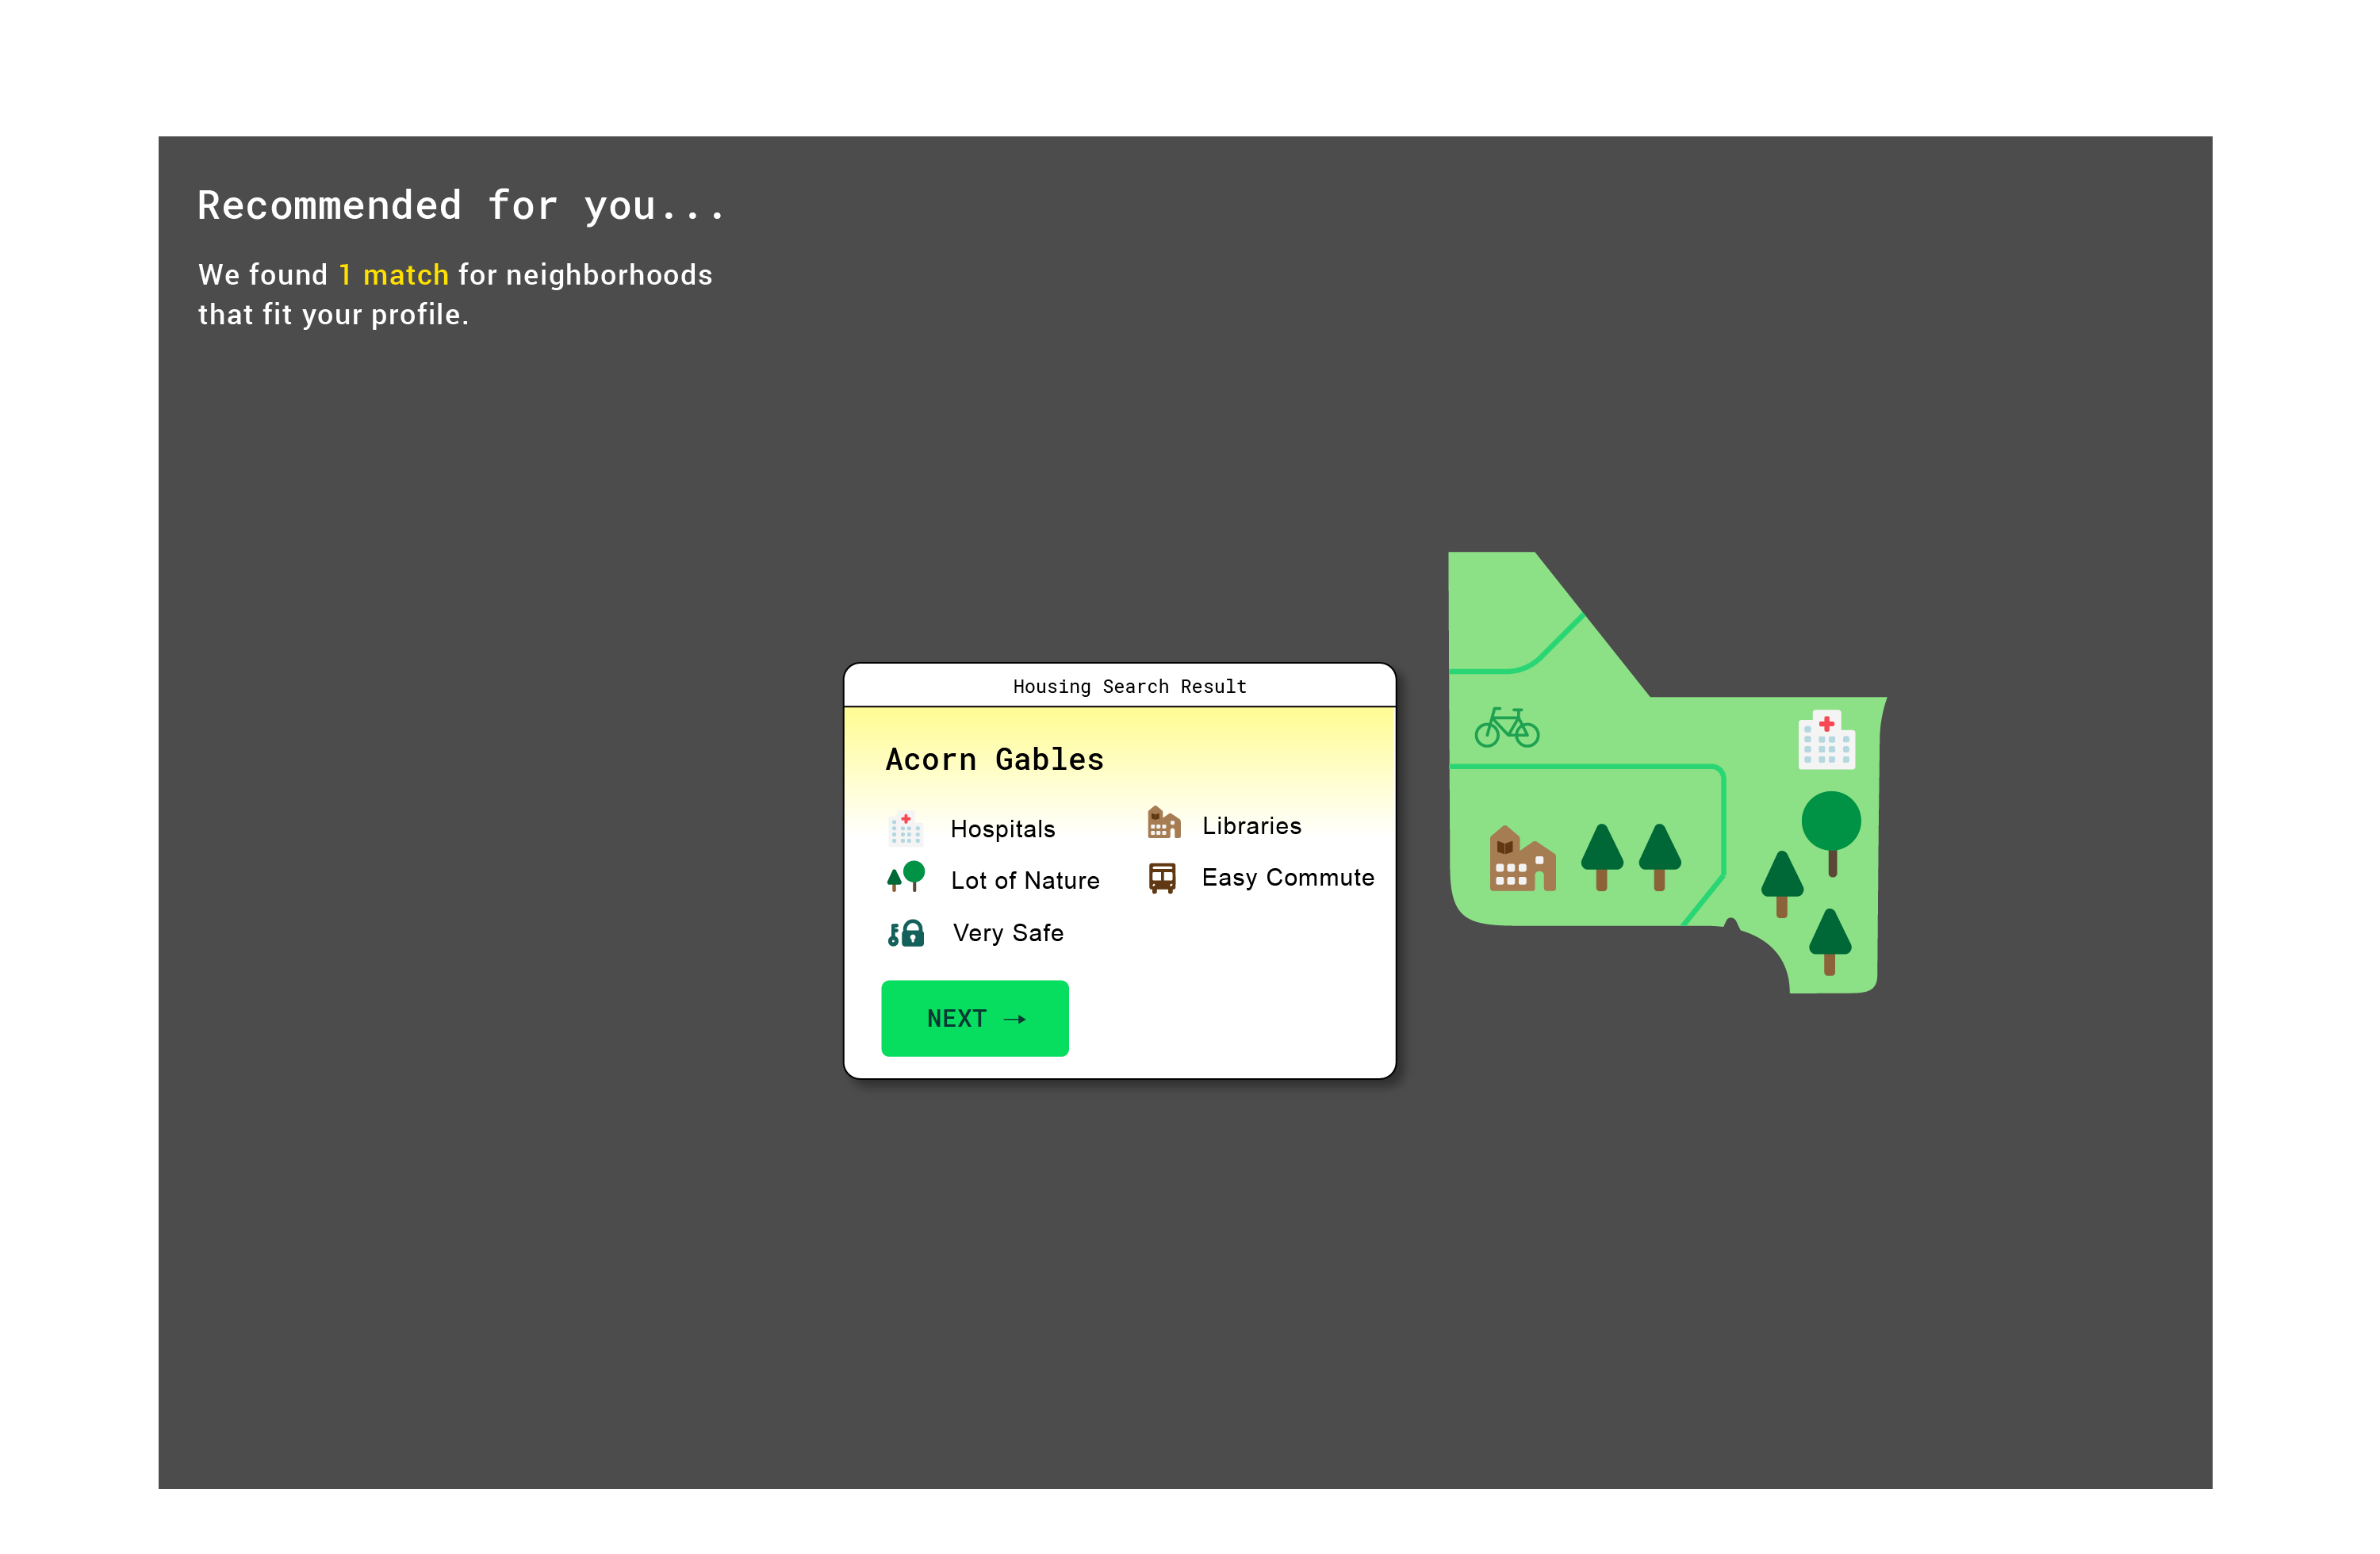 Recommended for you...
We found 1 match for neighborhoods
that fit your profile.
Housing Search Result
Acorn Gables
Hospitals
Libraries
Lot of Nature
Easy Commute
Very Safe
NEXT →